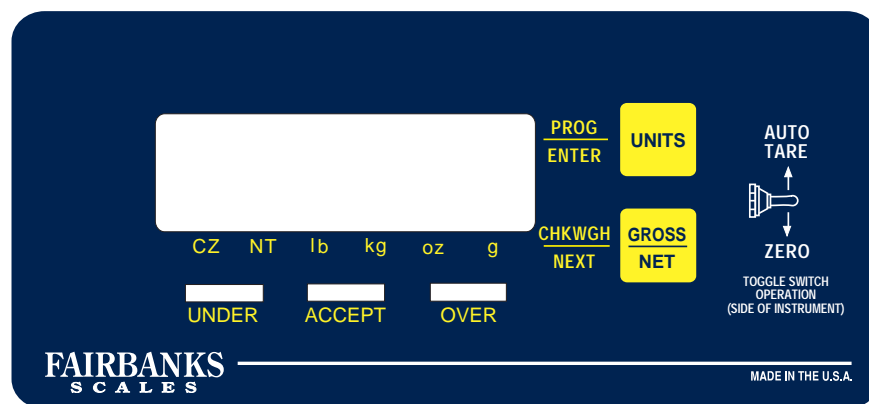 PROG
ENTER
UNITS
AUTO
TARE
CZ NT lb kg oz g
CHKWGH
NEXT
GROSS
NET
ZERO
UNDER ACCEPT OVER
TOGGLE SWITCH
OPERATION
(SIDE OF INSTRUMENT)
FAIRBANKS
SCALES
MADE IN THE U.S.A.